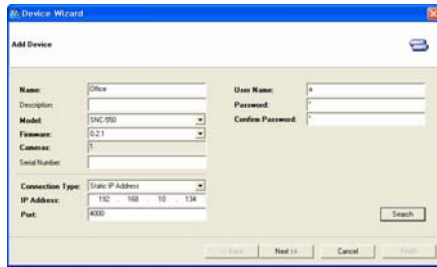 Device Wizard
Add Device
Name: Office
Description:
Model: SNC-550
Firmware: 0.2.1
Cameras: 1
Serial Number:
Connection Type: Static IP Address
IP Address: 192 . 168 . 10 . 134
Port: 4000
User Name: a
Password: *
Confirm Password: *
Search
<< Back
Next >>
Cancel
Finish